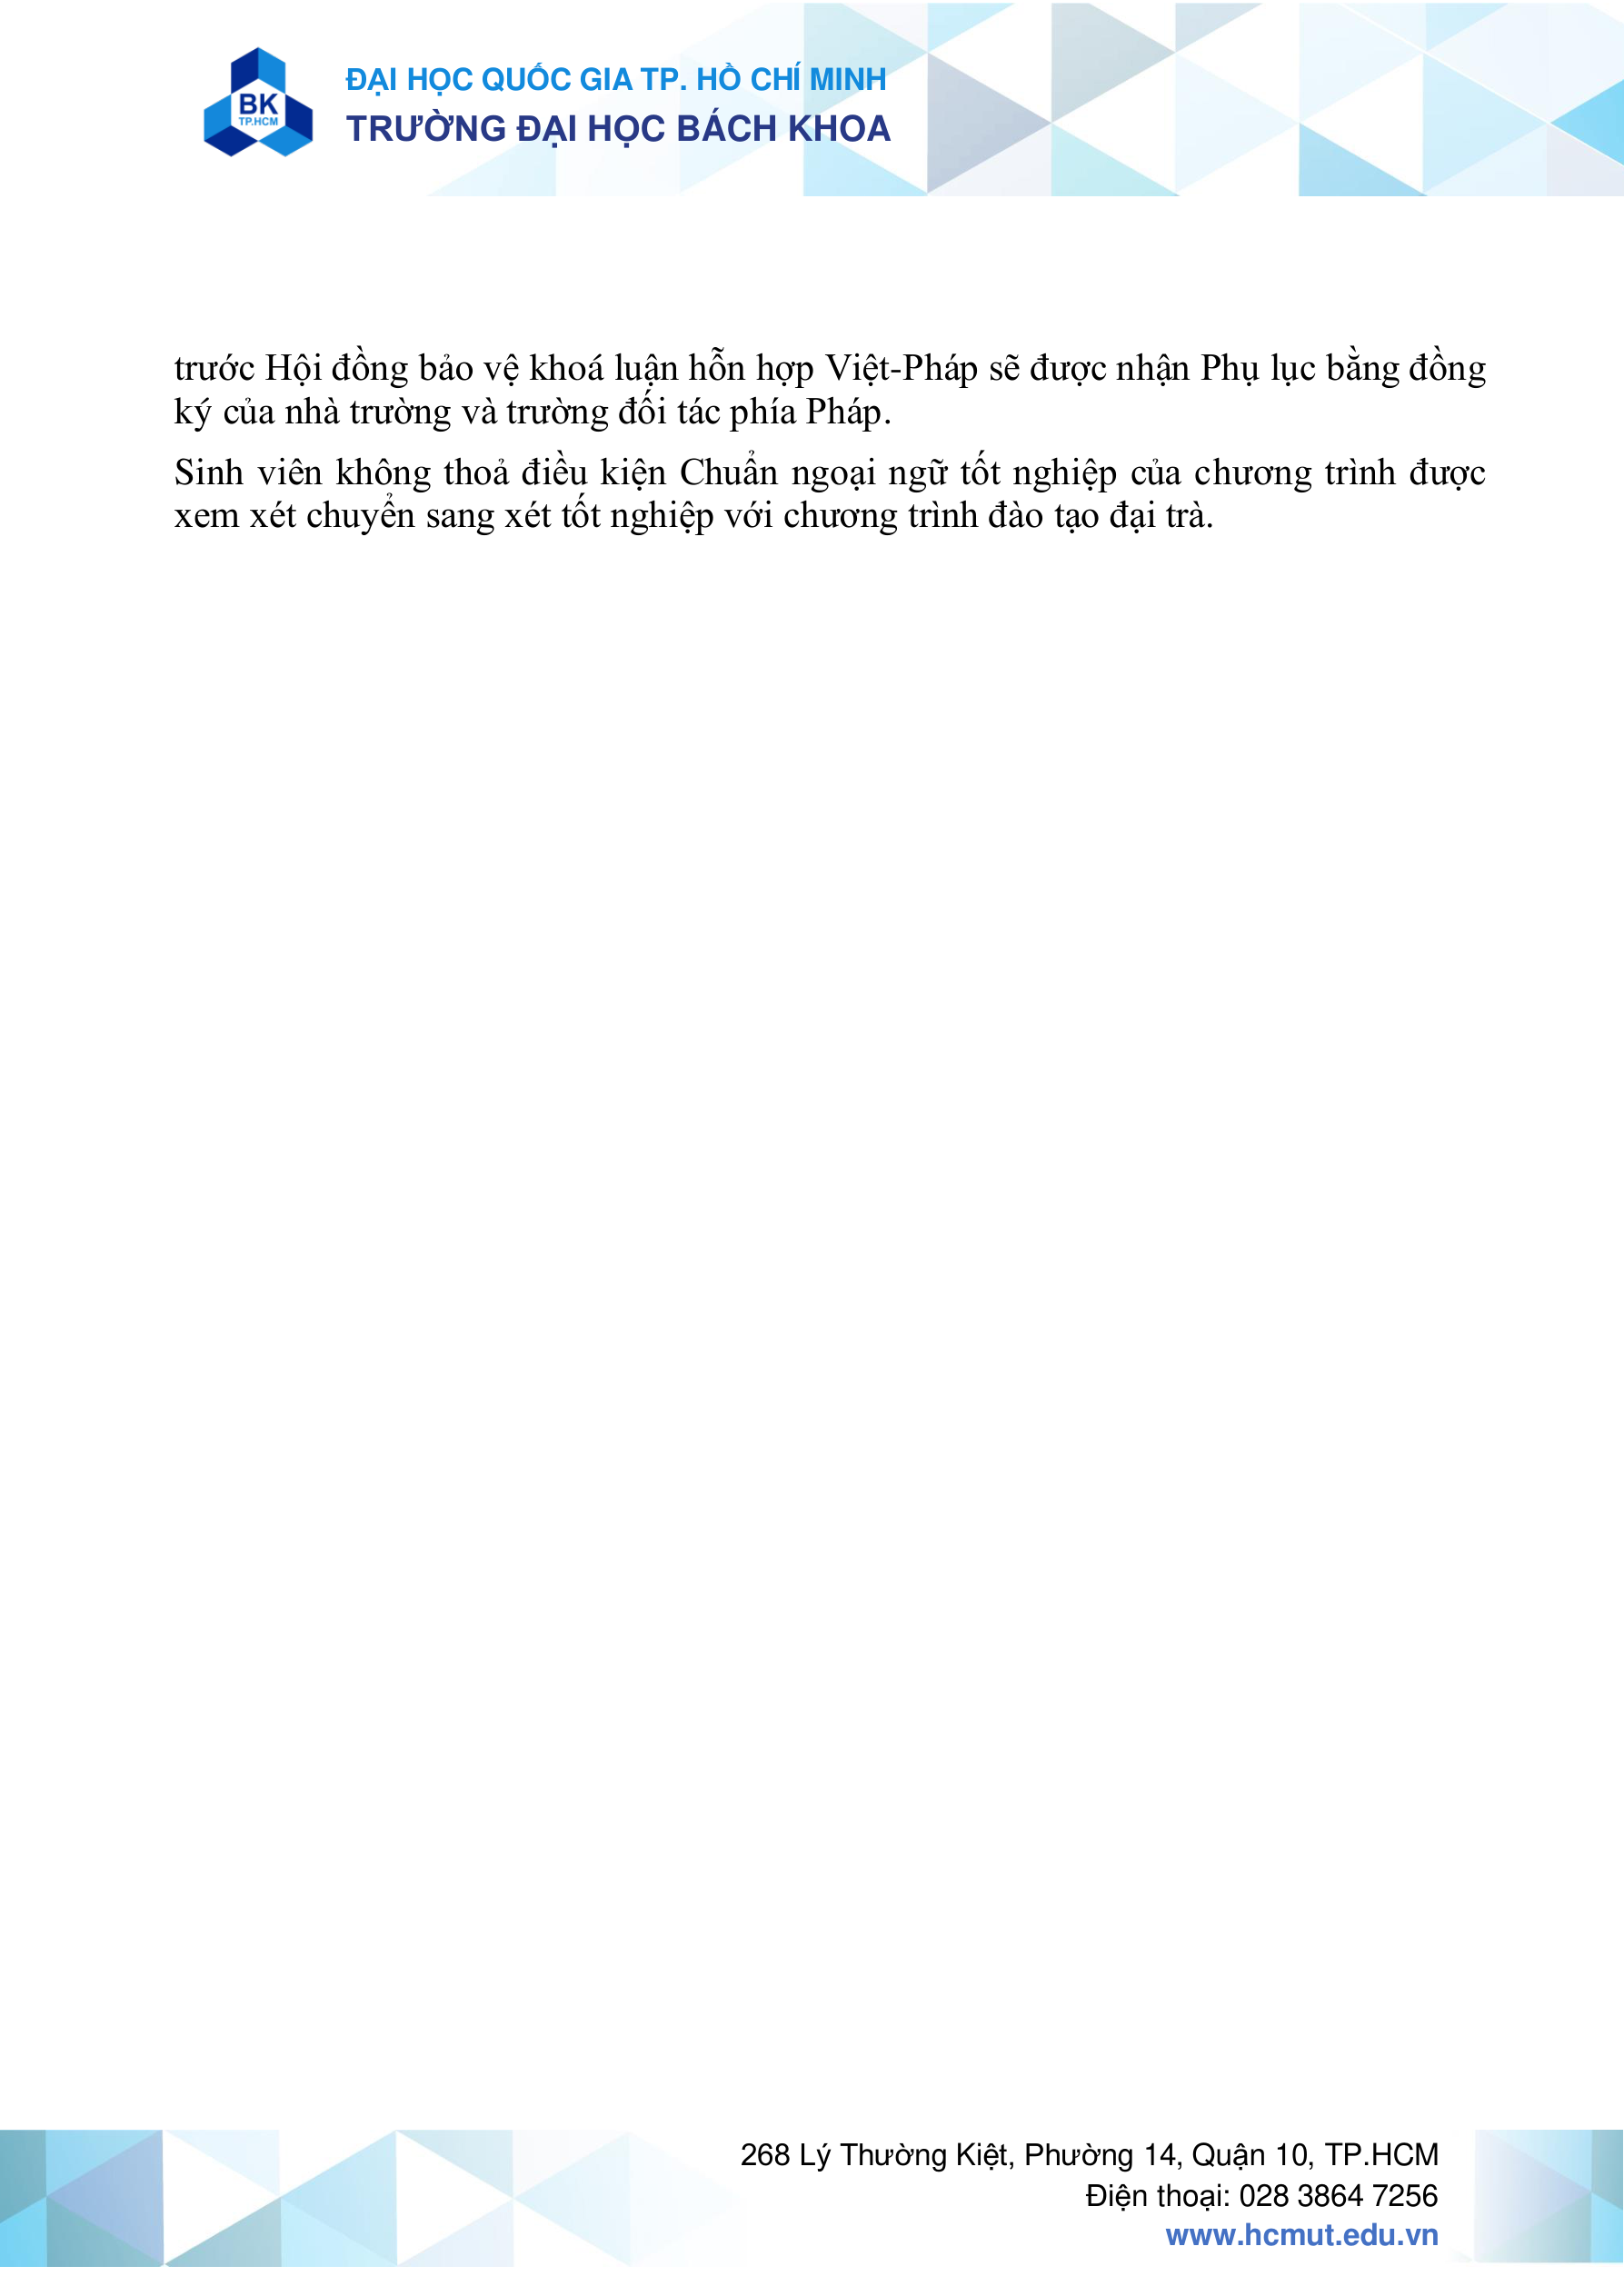 BK
TP.HCM
ĐẠI HỌC QUỐC GIA TP. HỒ CHÍ MINH
TRƯỜNG ĐẠI HỌC BÁCH KHOA
trước Hội đồng bảo vệ khoá luận hỗn hợp Việt-Pháp sẽ được nhận Phụ lục bằng đồng
ký của nhà trường và trường đối tác phía Pháp.
Sinh viên không thoả điều kiện Chuẩn ngoại ngữ tốt nghiệp của chương trình được
xem xét chuyển sang xét tốt nghiệp với chương trình đào tạo đại trà.
268 Lý Thường Kiệt, Phường 14, Quận 10, TP.HCM
Điện thoại: 028 3864 7256
www.hcmut.edu.vn